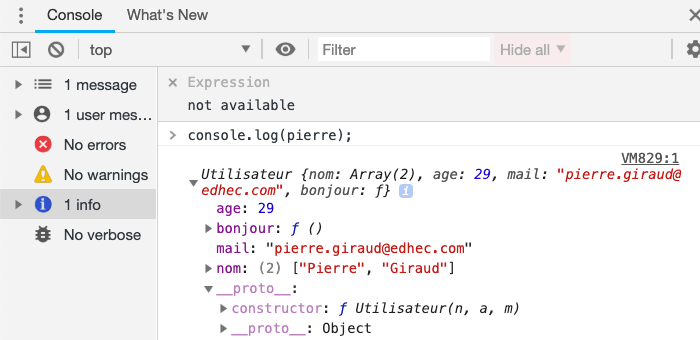 Console What's New
top Filter Hide all
1 message
1 user mes...
No errors
No warnings
1 info
No verbose
× Expression
not available
> console.log(pierre);
VM829:1
Utilisateur {nom: Array(2), age: 29, mail: "pierre.giraud@
edhec.com", bonjour: ƒ} i
age: 29
bonjour: ƒ ()
mail: "pierre.giraud@edhec.com"
nom: (2) ["Pierre", "Giraud"]
__proto__:
constructor: ƒ Utilisateur(n, a, m)
__proto__: Object